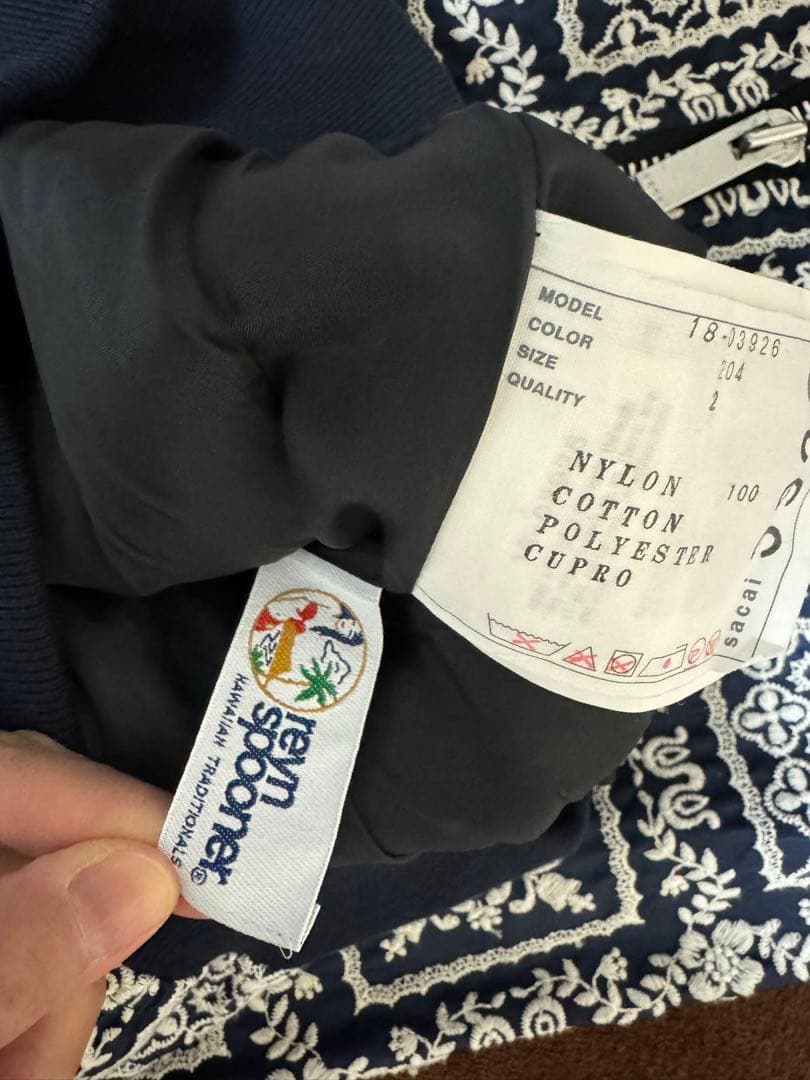 MODEL 18-03926
COLOR 204
SIZE 2
QUALITY
NYLON 100
COTTON
POLYESTER
CUPRO
sacai
reyn
spooner®
HAWAIIAN TRADITIONALS